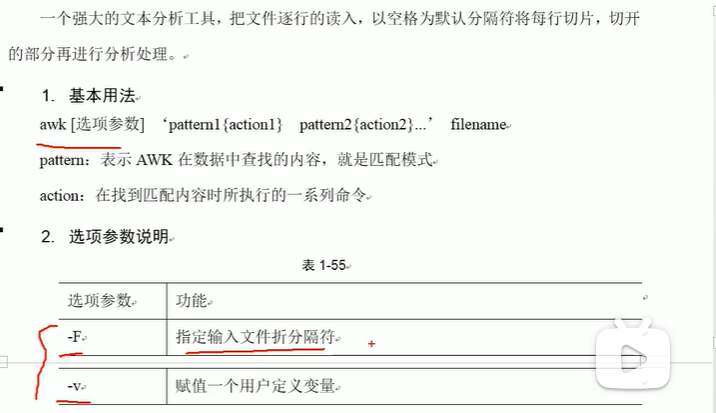 一个强大的文本分析工具，把文件逐行的读入，以空格为默认分隔符将每行切片，切开
的部分再进行分析处理。
1. 基本用法
awk [选项参数] ‘pattern1{action1} pattern2{action2}...’ filename
pattern：表示 AWK 在数据中查找的内容，就是匹配模式
action：在找到匹配内容时所执行的一系列命令
2. 选项参数说明
表 1-55
选项参数 功能
-F 指定输入文件折分隔符
-v 赋值一个用户定义变量